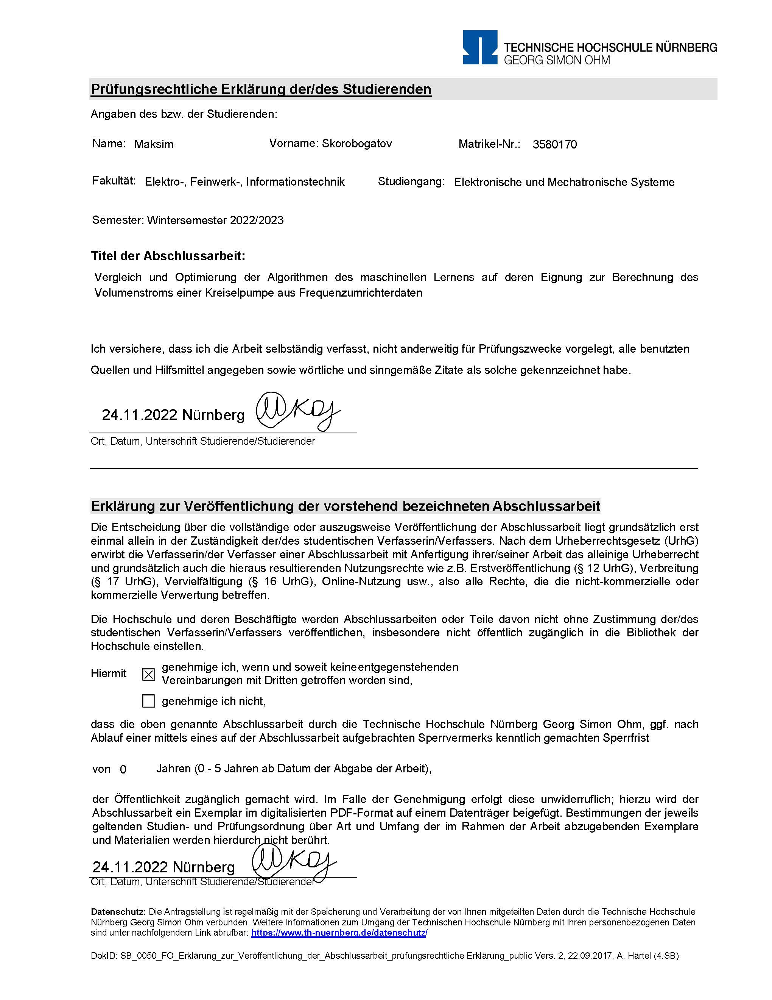 TECHNISCHE HOCHSCHULE NÜRNBERG
GEORG SIMON OHM
Prüfungsrechtliche Erklärung der/des Studierenden
Angaben des bzw. der Studierenden:
Name: Maksim Vorname: Skorobogatov Matrikel-Nr.: 3580170
Fakultät: Elektro-, Feinwerk-, Informationstechnik Studiengang: Elektronische und Mechatronische Systeme
Semester: Wintersemester 2022/2023
Titel der Abschlussarbeit:
Vergleich und Optimierung der Algorithmen des maschinellen Lernens auf deren Eignung zur Berechnung des
Volumenstroms einer Kreiselpumpe aus Frequenzumrichterdaten
Ich versichere, dass ich die Arbeit selbständig verfasst, nicht anderweitig für Prüfungszwecke vorgelegt, alle benutzten
Quellen und Hilfsmittel angegeben sowie wörtliche und sinngemäße Zitate als solche gekennzeichnet habe.
24.11.2022 Nürnberg
Ort, Datum, Unterschrift Studierende/Studierender
Erklärung zur Veröffentlichung der vorstehend bezeichneten Abschlussarbeit
Die Entscheidung über die vollständige oder auszugsweise Veröffentlichung der Abschlussarbeit liegt grundsätzlich erst
einmal allein in der Zuständigkeit der/des studentischen Verfasserin/Verfassers. Nach dem Urheberrechtsgesetz (UrhG)
erwirbt die Verfasserin/der Verfasser einer Abschlussarbeit mit Anfertigung ihrer/seiner Arbeit das alleinige Urheberrecht
und grundsätzlich auch die hieraus resultierenden Nutzungsrechte wie z.B. Erstveröffentlichung (§ 12 UrhG), Verbreitung
(§ 17 UrhG), Vervielfältigung (§ 16 UrhG), Online-Nutzung usw., also alle Rechte, die die nicht-kommerzielle oder
kommerzielle Verwertung betreffen.
Die Hochschule und deren Beschäftigte werden Abschlussarbeiten oder Teile davon nicht ohne Zustimmung der/des
studentischen Verfasserin/Verfassers veröffentlichen, insbesondere nicht öffentlich zugänglich in die Bibliothek der
Hochschule einstellen.
Hiermit genehmige ich, wenn und soweit keine entgegenstehenden
Vereinbarungen mit Dritten getroffen worden sind,
genehmige ich nicht,
dass die oben genannte Abschlussarbeit durch die Technische Hochschule Nürnberg Georg Simon Ohm, ggf. nach
Ablauf einer mittels eines auf der Abschlussarbeit aufgebrachten Sperrvermerks kenntlich gemachten Sperrfrist
von 0 Jahren (0 - 5 Jahren ab Datum der Abgabe der Arbeit),
der Öffentlichkeit zugänglich gemacht wird. Im Falle der Genehmigung erfolgt diese unwiderruflich; hierzu wird der
Abschlussarbeit ein Exemplar im digitalisierten PDF-Format auf einem Datenträger beigefügt. Bestimmungen der jeweils
geltenden Studien- und Prüfungsordnung über Art und Umfang der im Rahmen der Arbeit abzugebenden Exemplare
und Materialien werden hierdurch nicht berührt.
24.11.2022 Nürnberg
Ort, Datum, Unterschrift Studierende/Studierender
Datenschutz: Die Antragstellung ist regelmäßig mit der Speicherung und Verarbeitung der von Ihnen mitgeteilten Daten durch die Technische Hochschule
Nürnberg Georg Simon Ohm verbunden. Weitere Informationen zum Umgang der Technischen Hochschule Nürnberg mit Ihren personenbezogenen Daten
sind unter nachfolgendem Link abrufbar: https://www.th-nuernberg.de/datenschutz/
DokID: SB_0050_FO_Erklärung_zur_Veröffentlichung_der_Abschlussarbeit_prüfungsrechtliche Erklärung_public Vers. 2, 22.09.2017, A. Härtel (4.SB)